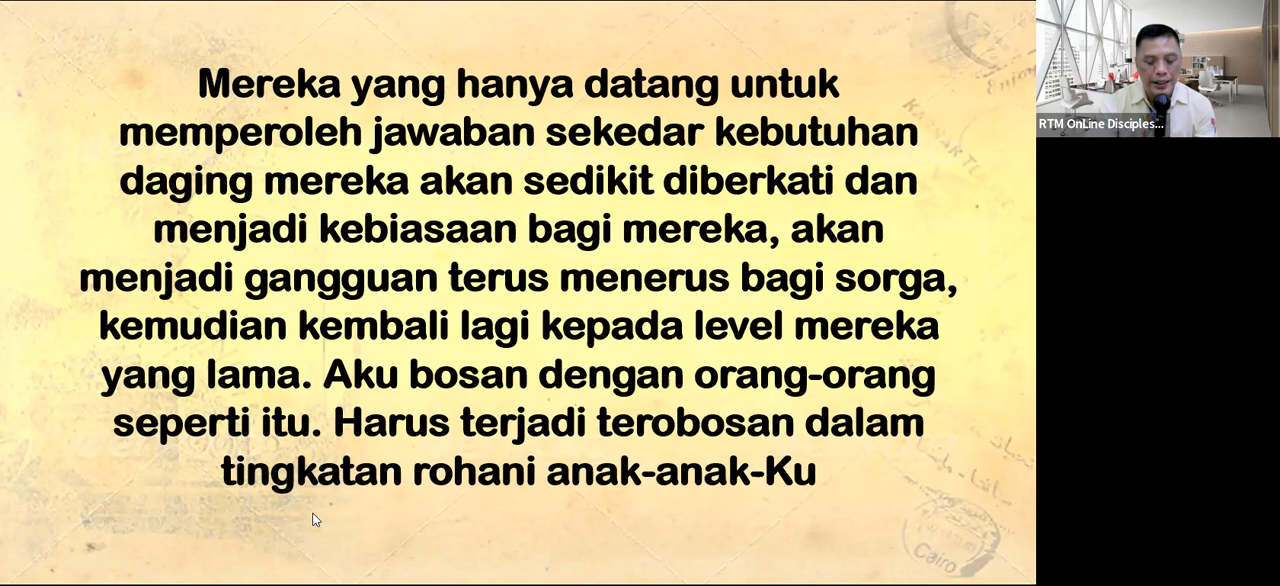 Mereka yang hanya datang untuk
memperoleh jawaban sekedar kebutuhan
daging mereka akan sedikit diberkati dan
menjadi kebiasaan bagi mereka, akan
menjadi gangguan terus menerus bagi sorga,
kemudian kembali lagi kepada level mereka
yang lama. Aku bosan dengan orang-orang
seperti itu. Harus terjadi terobosan dalam
tingkatan rohani anak-anak-Ku
RTM OnLine Disciples...
Cairo